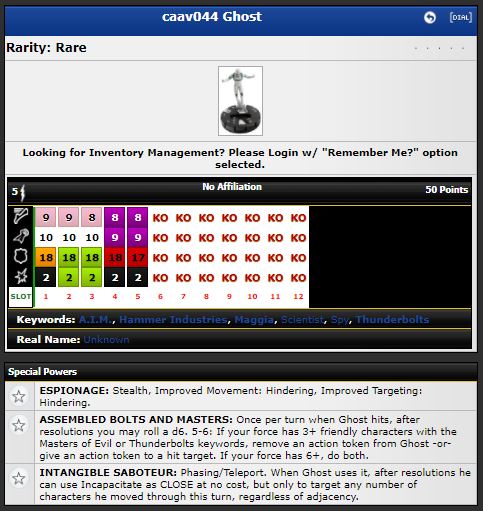 caav044 Ghost
[DIAL]
Rarity: Rare
Looking for Inventory Management? Please Login w/ "Remember Me?" option
selected.
5 No Affiliation 50 Points
9 9 8 8 8 KO KO KO KO KO KO KO
10 10 10 9 9 KO KO KO KO KO KO KO
18 18 18 18 17 KO KO KO KO KO KO KO
2 2 2 2 2 KO KO KO KO KO KO KO
SLOT 1 2 3 4 5 6 7 8 9 10 11 12
Keywords: A.I.M., Hammer Industries, Maggia, Scientist, Spy, Thunderbolts
Real Name: Unknown
Special Powers
ESPIONAGE: Stealth, Improved Movement: Hindering, Improved Targeting:
Hindering.
ASSEMBLED BOLTS AND MASTERS: Once per turn when Ghost hits, after
resolutions you may roll a d6. 5-6: If your force has 3+ friendly characters with the
Masters of Evil or Thunderbolts keywords, remove an action token from Ghost -or-
give an action token to a hit target. If your force has 6+, do both.
INTANGIBLE SABOTEUR: Phasing/Teleport. When Ghost uses it, after resolutions he
can use Incapacitate as CLOSE at no cost, but only to target any number of
characters he moved through this turn, regardless of adjacency.